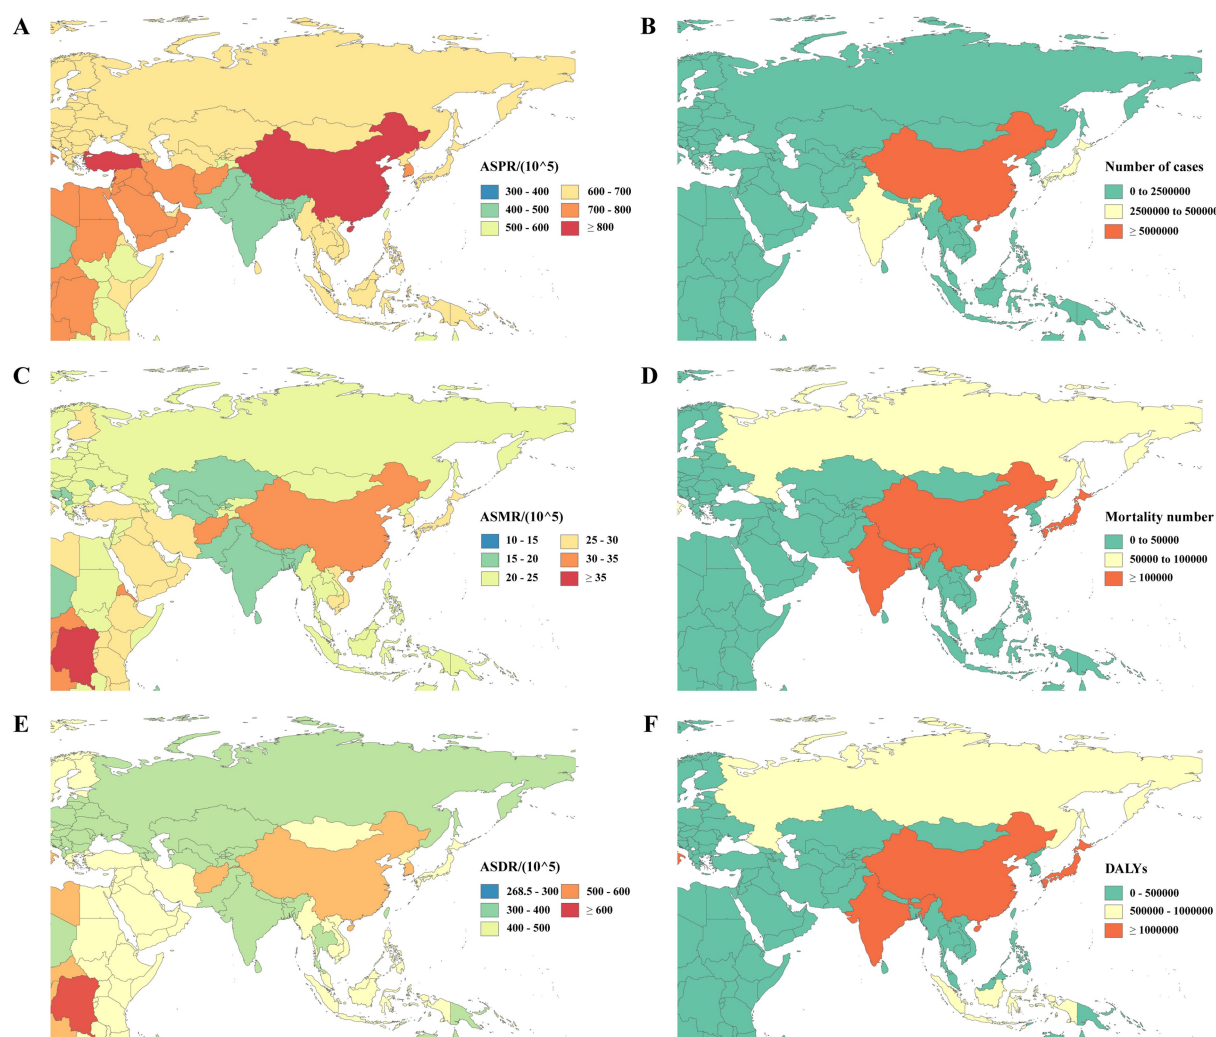 A
B
ASPR/(10^5)
300 - 400
600 - 700
400 - 500
700 - 800
500 - 600
≥ 800
Number of cases
0 to 2500000
2500000 to 500000
≥ 5000000
C
D
ASMR/(10^5)
10 - 15
25 - 30
15 - 20
30 - 35
20 - 25
≥ 35
Mortality number
0 to 50000
50000 to 100000
≥ 100000
E
F
ASDR/(10^5)
268.5 - 300
500 - 600
300 - 400
≥ 600
400 - 500
DALYs
0 - 500000
500000 - 1000000
≥ 1000000